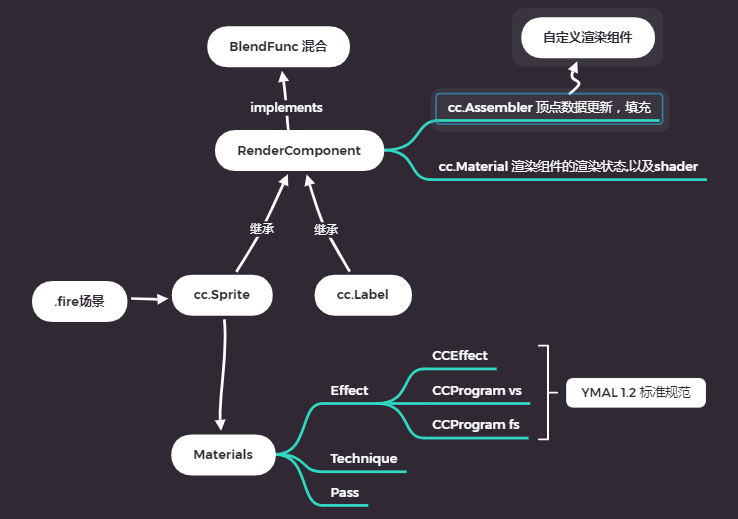 自定义渲染组件
BlendFunc 混合
implements
cc.Assembler 顶点数据更新，填充
RenderComponent
cc.Material 渲染组件的渲染状态,以及shader
继承
继承
.fire场景
cc.Sprite
cc.Label
CCEffect
Effect
CCProgram vs
YMAL 1.2 标准规范
CCProgram fs
Materials
Technique
Pass